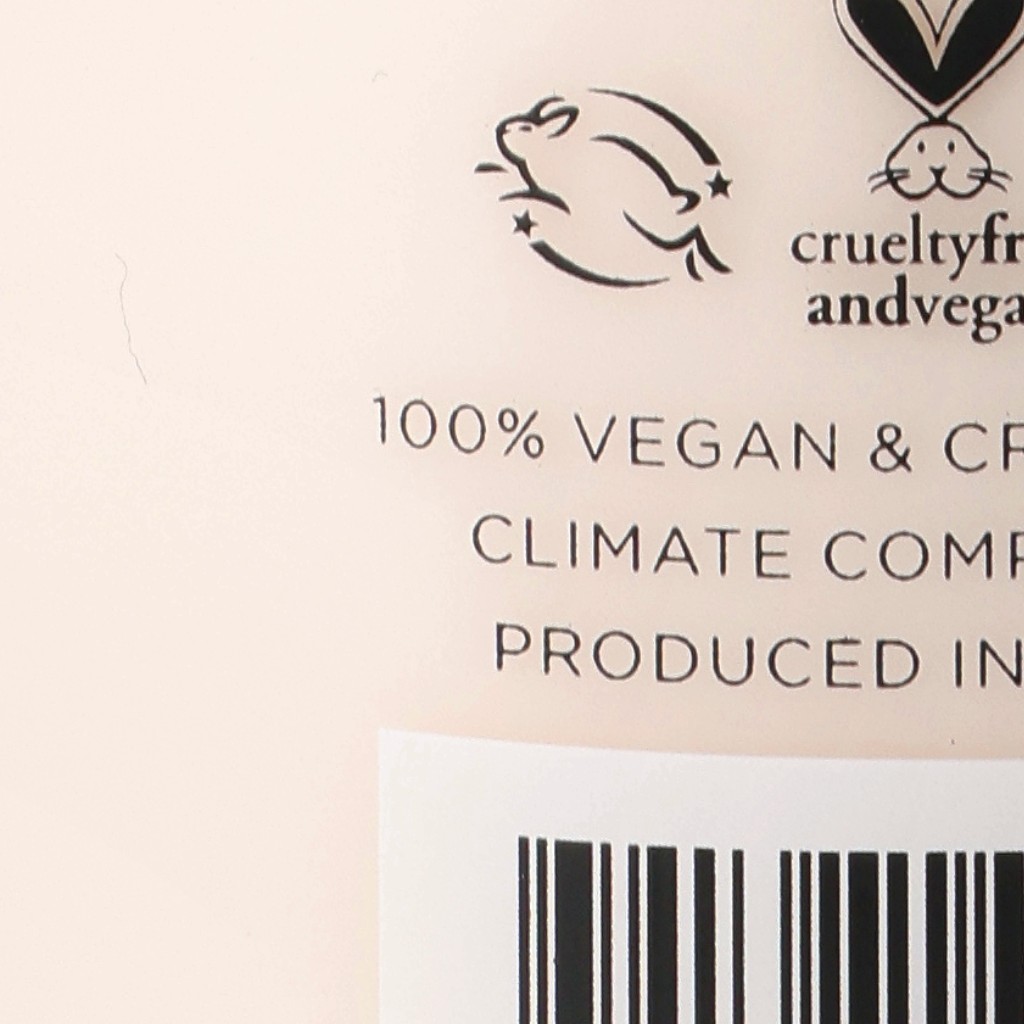 crueltyfr
andvega
100% VEGAN & CR
CLIMATE COMP
PRODUCED IN